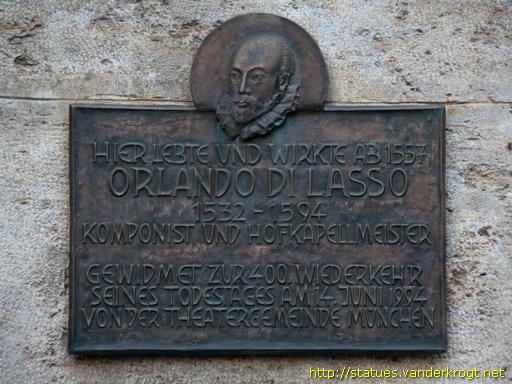 HIER LEBTE UND WIRKTE AB 1557
ORLANDO DI LASSO
1532 - 1594
KOMPONIST UND HOFKAPELLMEISTER
GEWIDMET ZUR 400. WIEDERKEHR
SEINES TODESTAGES AM 14. JUNI 1994
VON DER THEATERGEMEINDE MÜNCHEN
http://statues.vanderkrogt.net